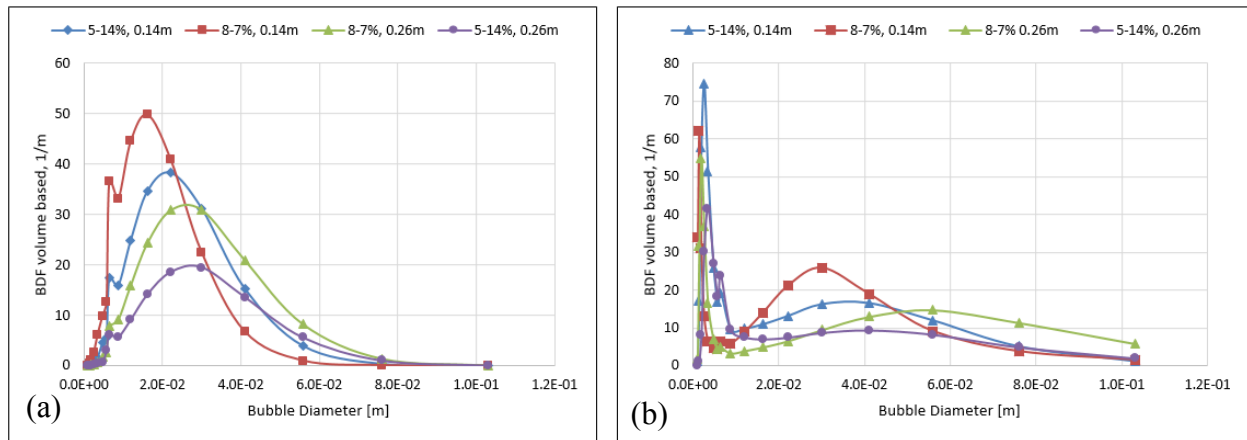 5-14%, 0.14m 8-7%, 0.14m 8-7% 0.26m 5-14%, 0.26m
60
50
40
30
20
10
0
0.0E+00 2.0E-02 4.0E-02 6.0E-02 8.0E-02 1.0E-01 1.2E-01
BDF volume based, 1/m
Bubble Diameter [m]
(a)
5-14%, 0.14m 8-7%, 0.14m 8-7% 0.26m 5-14%, 0.26m
80
70
60
50
40
30
20
10
0
0.0E+00 2.0E-02 4.0E-02 6.0E-02 8.0E-02 1.0E-01 1.2E-01
BDF volume based, 1/m
Bubble Diameter [m]
(b)